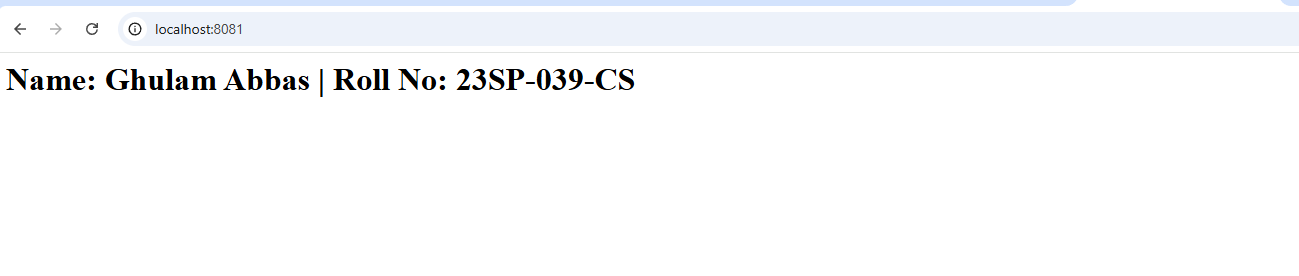 localhost:8081
Name: Ghulam Abbas | Roll No: 23SP-039-CS